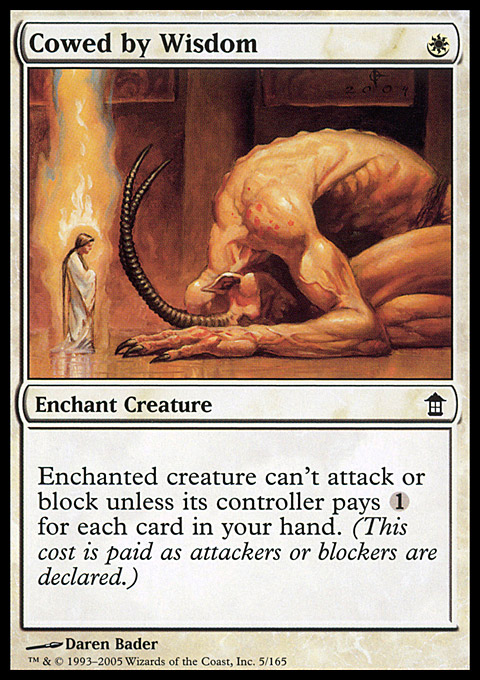 Cowed by Wisdom
2004
Enchant Creature
Enchanted creature can't attack or
block unless its controller pays 1
for each card in your hand. (This
cost is paid as attackers or blockers are
declared.)
Daren Bader
™ & © 1993–2005 Wizards of the Coast, Inc. 5/165